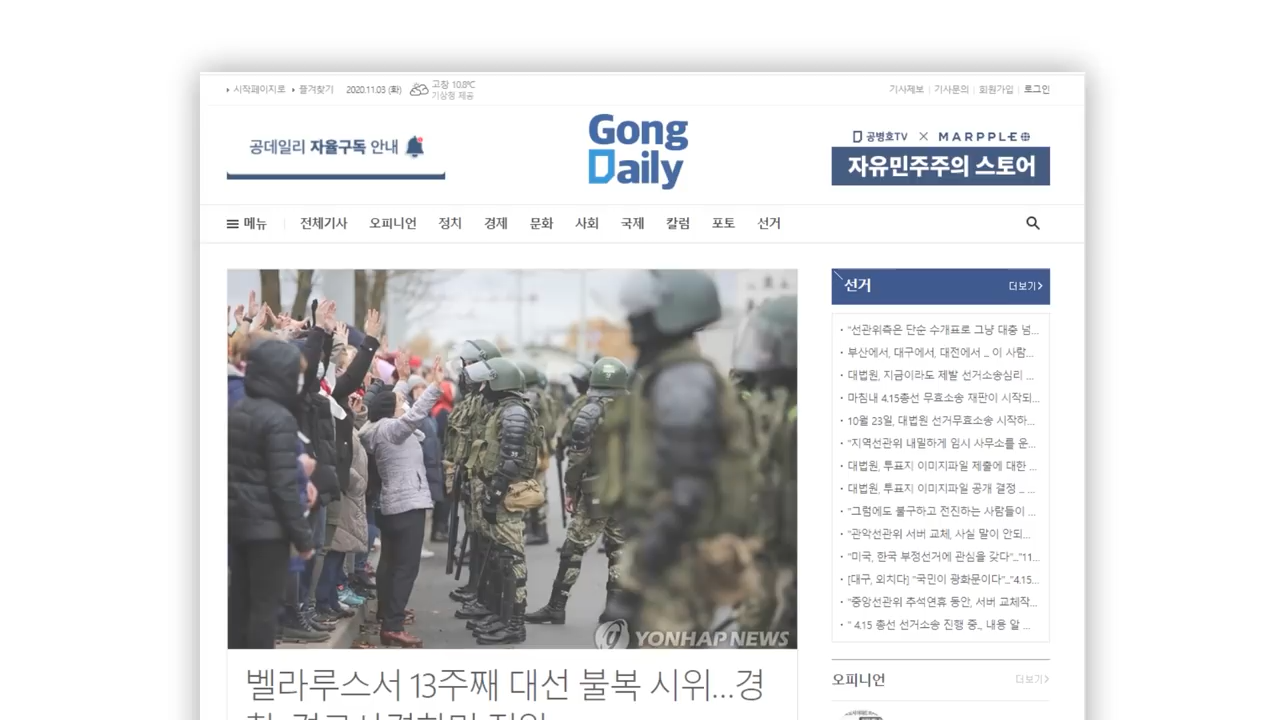 시작페이지로 즐겨찾기 2020.11.03 (화) 고창 10.8℃
기상청 제공
기사제보 기사문의 회원가입 로그인
공데일리 자율구독 안내
Gong
Daily
공병호TV × MARPPLE
자유민주주의 스토어
메뉴 전체기사 오피니언 정치 경제 문화 사회 국제 칼럼 포토 선거
YONHAP NEWS
벨라루스서 13주째 대선 불복 시위…경
선거 더보기
"선관위측은 단순 수개표로 그냥 대충 넘...
부산에서, 대구에서, 대전에서 ... 이 사람...
대법원, 지금이라도 제발 선거소송심리 ...
마침내 4.15총선 무효소송 재판이 시작되...
10월 23일, 대법원 선거무효소송 시작하...
"지역선관위 내밀하게 임시 사무소를 운...
대법원, 투표지 이미지파일 제출에 대한 ...
대법원, 투표지 이미지파일 공개 결정 ... ...
"그럼에도 불구하고 전진하는 사람들이 ...
"관악선관위 서버 교체, 사실 말이 안되...
"미국, 한국 부정선거에 관심을 갖다"..."11...
[대구, 외치다] "국민이 광화문이다"..."4.15...
"중앙선관위 추석연휴 동안, 서버 교체작...
" 4.15 총선 선거소송 진행 중., 내용 알 ...
오피니언 더보기